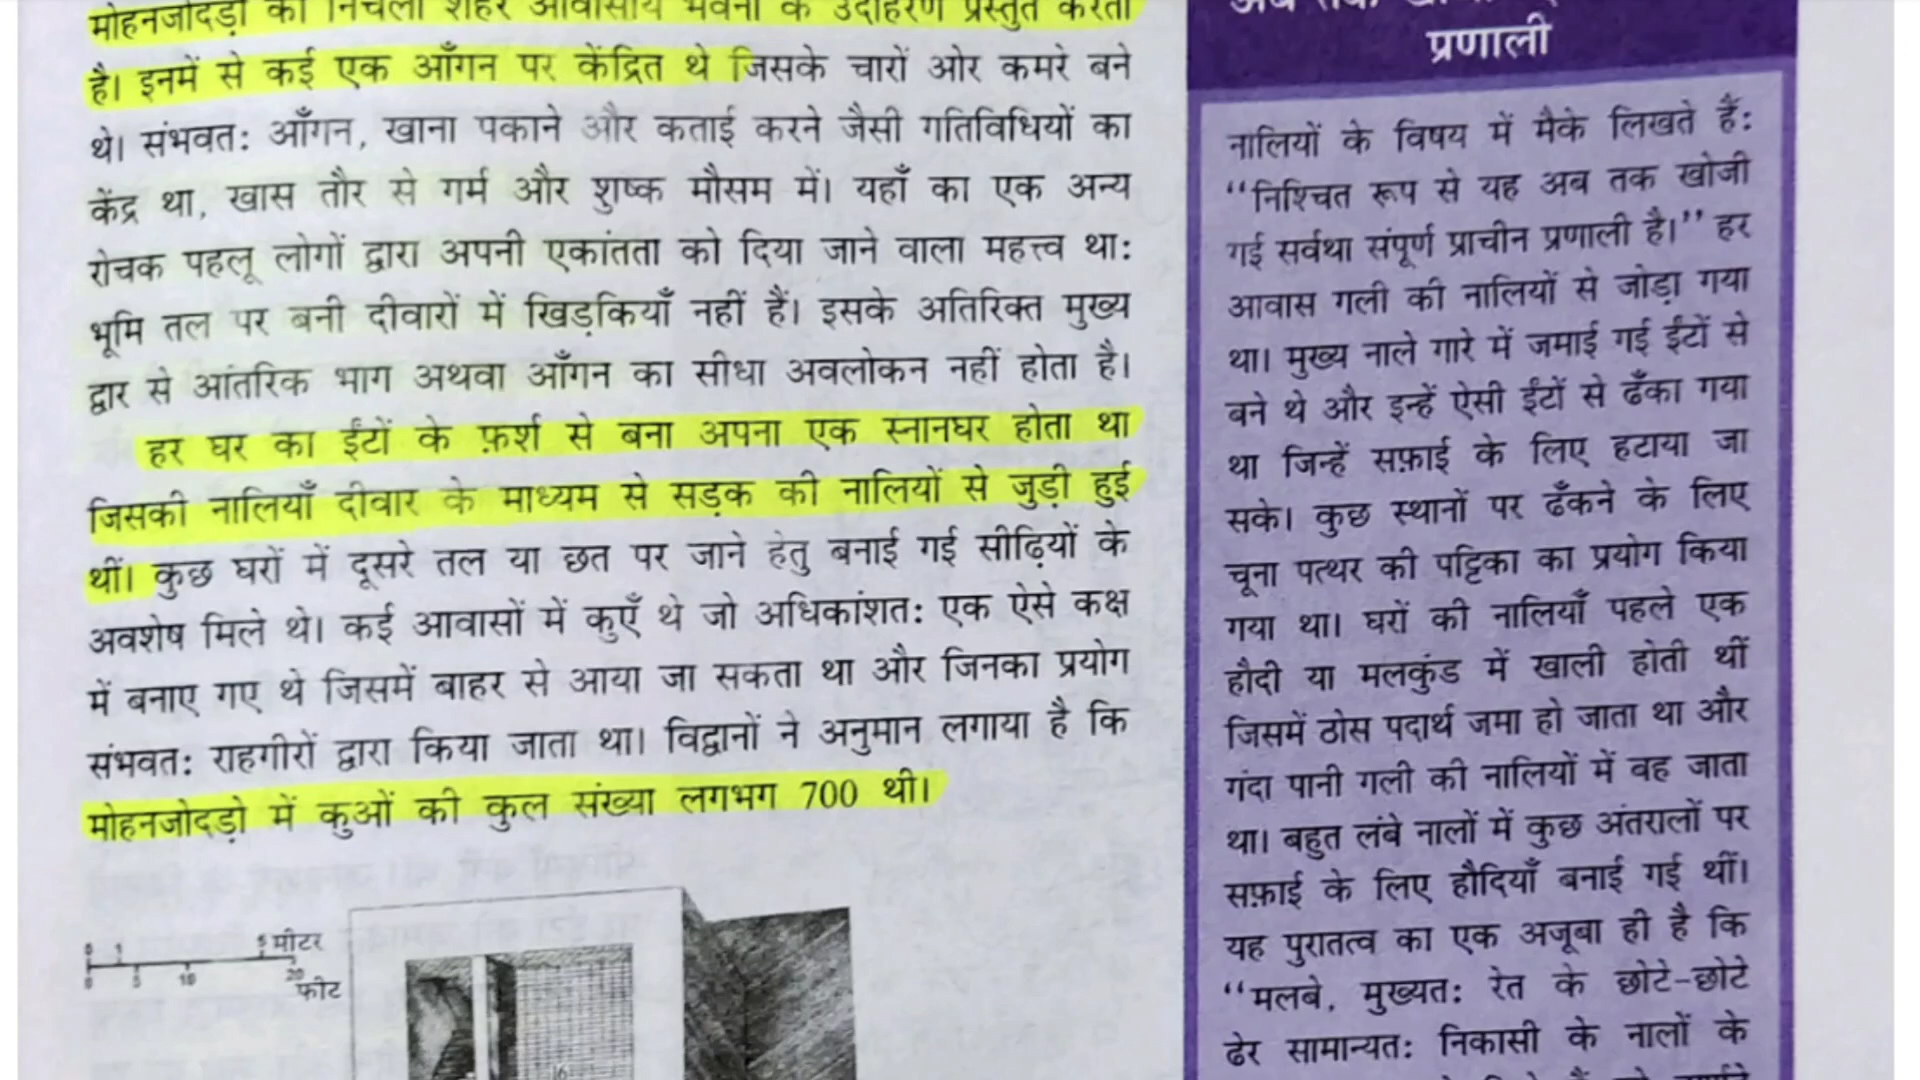 मोहनजोदड़ो का निचला शहर आवासीय भवनों के उदाहरण प्रस्तुत करता
है। इनमें से कई एक आँगन पर केंद्रित थे जिसके चारों ओर कमरे बने
थे। संभवत: आँगन, खाना पकाने और कताई करने जैसी गतिविधियों का
केंद्र था, खास तौर से गर्म और शुष्क मौसम में। यहाँ का एक अन्य
रोचक पहलू लोगों द्वारा अपनी एकांतता को दिया जाने वाला महत्त्व था:
भूमि तल पर बनी दीवारों में खिड़कियाँ नहीं हैं। इसके अतिरिक्त मुख्य
द्वार से आंतरिक भाग अथवा आँगन का सीधा अवलोकन नहीं होता है।
हर घर का ईंटों के फ़र्श से बना अपना एक स्नानघर होता था
जिसकी नालियाँ दीवार के माध्यम से सड़क की नालियों से जुड़ी हुई
थीं। कुछ घरों में दूसरे तल या छत पर जाने हेतु बनाई गई सीढ़ियों के
अवशेष मिले थे। कई आवासों में कुएँ थे जो अधिकांशत: एक ऐसे कक्ष
में बनाए गए थे जिसमें बाहर से आया जा सकता था और जिनका प्रयोग
संभवत: राहगीरों द्वारा किया जाता था। विद्वानों ने अनुमान लगाया है कि
मोहनजोदड़ो में कुओं की कुल संख्या लगभग 700 थी।
0 1 5 मीटर
0 5 10 20 फीट
प्रणाली
नालियों के विषय में मैके लिखते हैं:
“निश्चित रूप से यह अब तक खोजी
गई सर्वथा संपूर्ण प्राचीन प्रणाली है।” हर
आवास गली की नालियों से जोड़ा गया
था। मुख्य नाले गारे में जमाई गई ईंटों से
बने थे और इन्हें ऐसी ईंटों से ढँका गया
था जिन्हें सफ़ाई के लिए हटाया जा
सके। कुछ स्थानों पर ढँकने के लिए
चूना पत्थर की पट्टिका का प्रयोग किया
गया था। घरों की नालियाँ पहले एक
हौदी या मलकुंड में खाली होती थीं
जिसमें ठोस पदार्थ जमा हो जाता था और
गंदा पानी गली की नालियों में बह जाता
था। बहुत लंबे नालों में कुछ अंतरालों पर
सफ़ाई के लिए हौदियाँ बनाई गई थीं।
यह पुरातत्व का एक अजूबा ही है कि
“मलबे, मुख्यत: रेत के छोटे-छोटे
ढेर सामान्यत: निकासी के नालों के